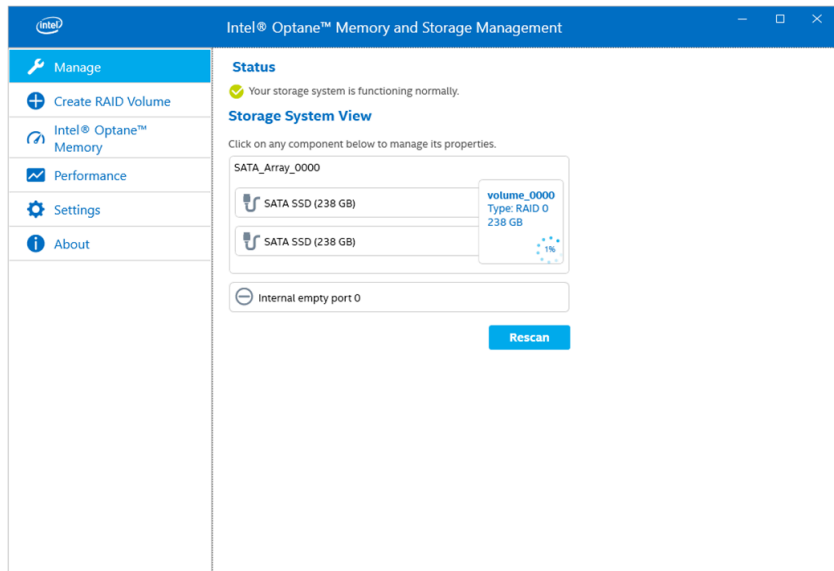 intel
Intel® Optane™ Memory and Storage Management
Manage
Create RAID Volume
Intel® Optane™
Memory
Performance
Settings
About
Status
Your storage system is functioning normally.
Storage System View
Click on any component below to manage its properties.
SATA_Array_0000
SATA SSD (238 GB)
SATA SSD (238 GB)
volume_0000
Type: RAID 0
238 GB
1%
Internal empty port 0
Rescan